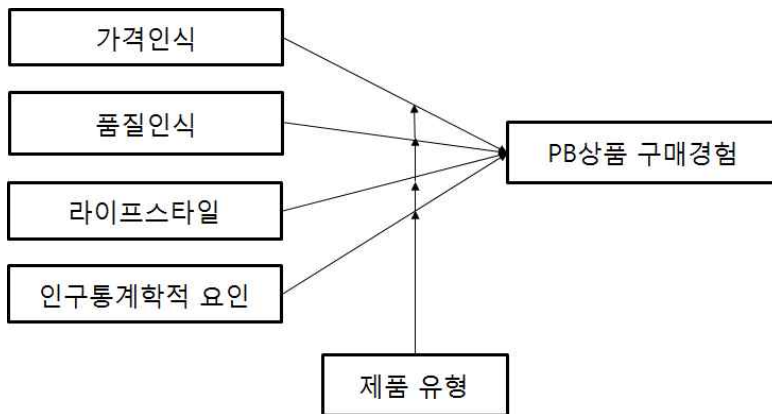 가격인식
품질인식
PB상품 구매경험
라이프스타일
인구통계학적 요인
제품 유형